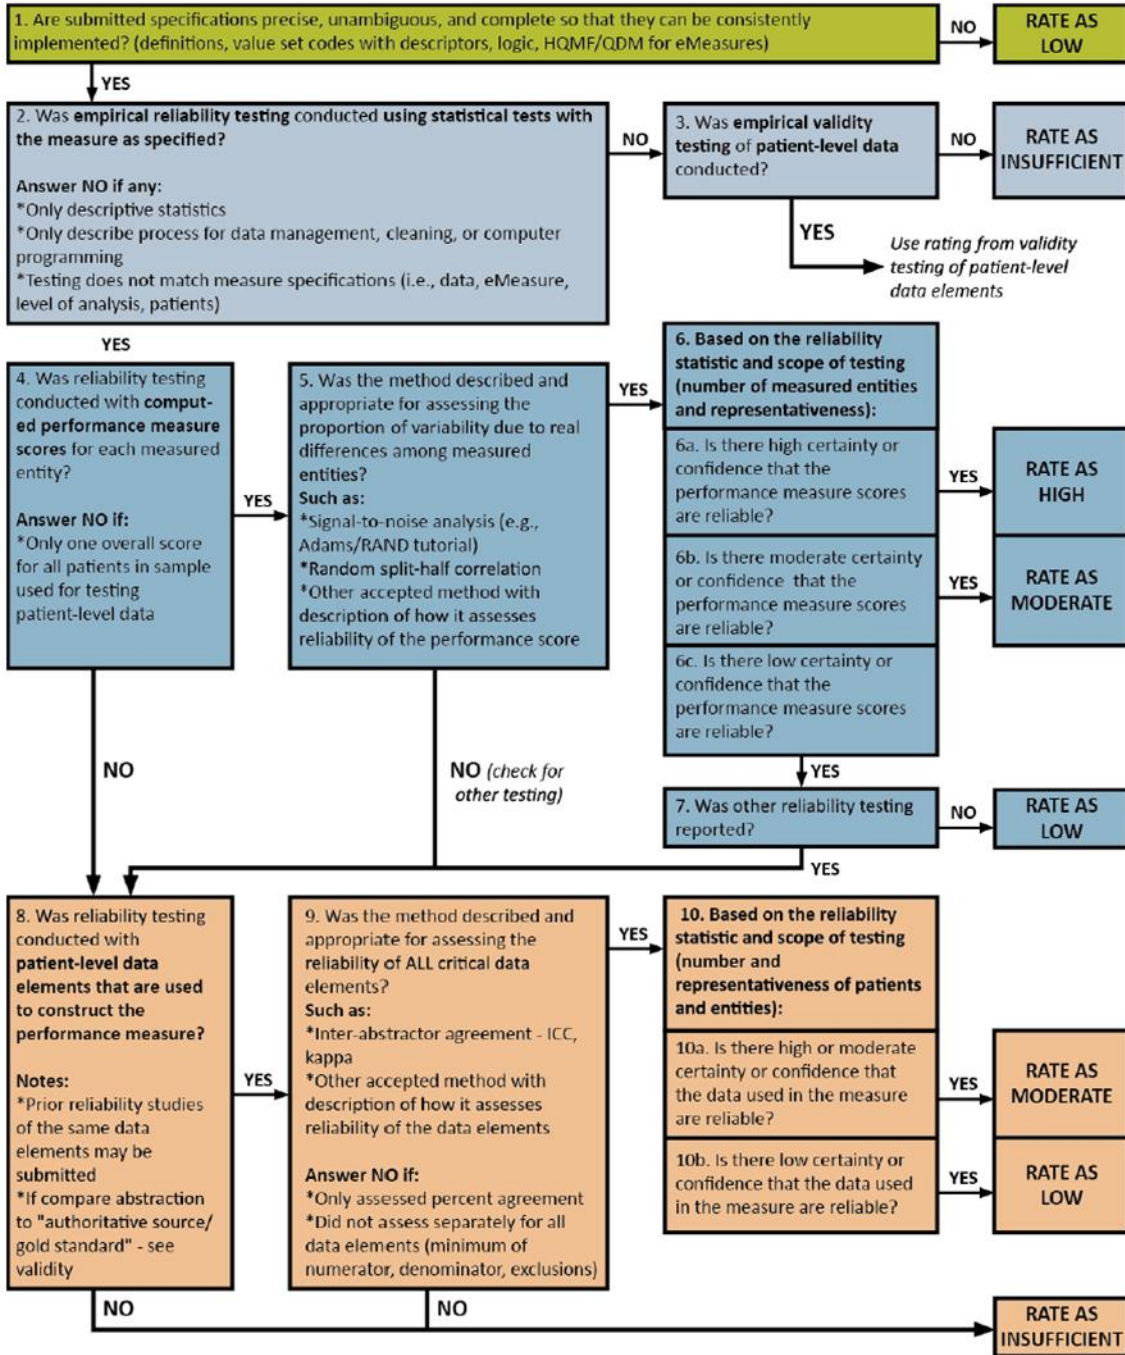 1. Are submitted specifications precise, unambiguous, and complete so that they can be consistently
implemented? (definitions, value set codes with descriptors, logic, HQMF/QDM for eMeasures)
NO
RATE AS
LOW
YES
2. Was empirical reliability testing conducted using statistical tests with
the measure as specified?
Answer NO if any:
*Only descriptive statistics
*Only describe process for data management, cleaning, or computer
programming
*Testing does not match measure specifications (i.e., data, eMeasure,
level of analysis, patients)
NO
3. Was empirical validity
testing of patient-level data
conducted?
NO
RATE AS
INSUFFICIENT
YES
Use rating from validity
testing of patient-level
data elements
YES
4. Was reliability testing
conducted with comput-
ed performance measure
scores for each measured
entity?
Answer NO if:
*Only one overall score
for all patients in sample
used for testing
patient-level data
YES
5. Was the method described and
appropriate for assessing the
proportion of variability due to real
differences among measured
entities?
Such as:
*Signal-to-noise analysis (e.g.,
Adams/RAND tutorial)
*Random split-half correlation
*Other accepted method with
description of how it assesses
reliability of the performance score
YES
6. Based on the reliability
statistic and scope of testing
(number of measured entities
and representativeness):
6a. Is there high certainty or
confidence that the
performance measure scores
are reliable?
YES
RATE AS
HIGH
6b. Is there moderate certainty
or confidence that the
performance measure scores
are reliable?
YES
RATE AS
MODERATE
6c. Is there low certainty or
confidence that the
performance measure scores
are reliable?
YES
NO
NO (check for
other testing)
7. Was other reliability testing
reported?
NO
RATE AS
LOW
YES
8. Was reliability testing
conducted with
patient-level data
elements that are used
to construct the
performance measure?
Notes:
*Prior reliability studies
of the same data
elements may be
submitted
*If compare abstraction
to "authoritative source/
gold standard" - see
validity
YES
9. Was the method described and
appropriate for assessing the
reliability of ALL critical data
elements?
Such as:
*Inter-abstractor agreement - ICC,
kappa
*Other accepted method with
description of how it assesses
reliability of the data elements
Answer NO if:
*Only assessed percent agreement
*Did not assess separately for all
data elements (minimum of
numerator, denominator, exclusions)
YES
10. Based on the reliability
statistic and scope of testing
(number and
representativeness of patients
and entities):
10a. Is there high or moderate
certainty or confidence that
the data used in the measure
are reliable?
YES
RATE AS
MODERATE
10b. Is there low certainty or
confidence that the data used
in the measure are reliable?
YES
RATE AS
LOW
NO
NO
RATE AS
INSUFFICIENT